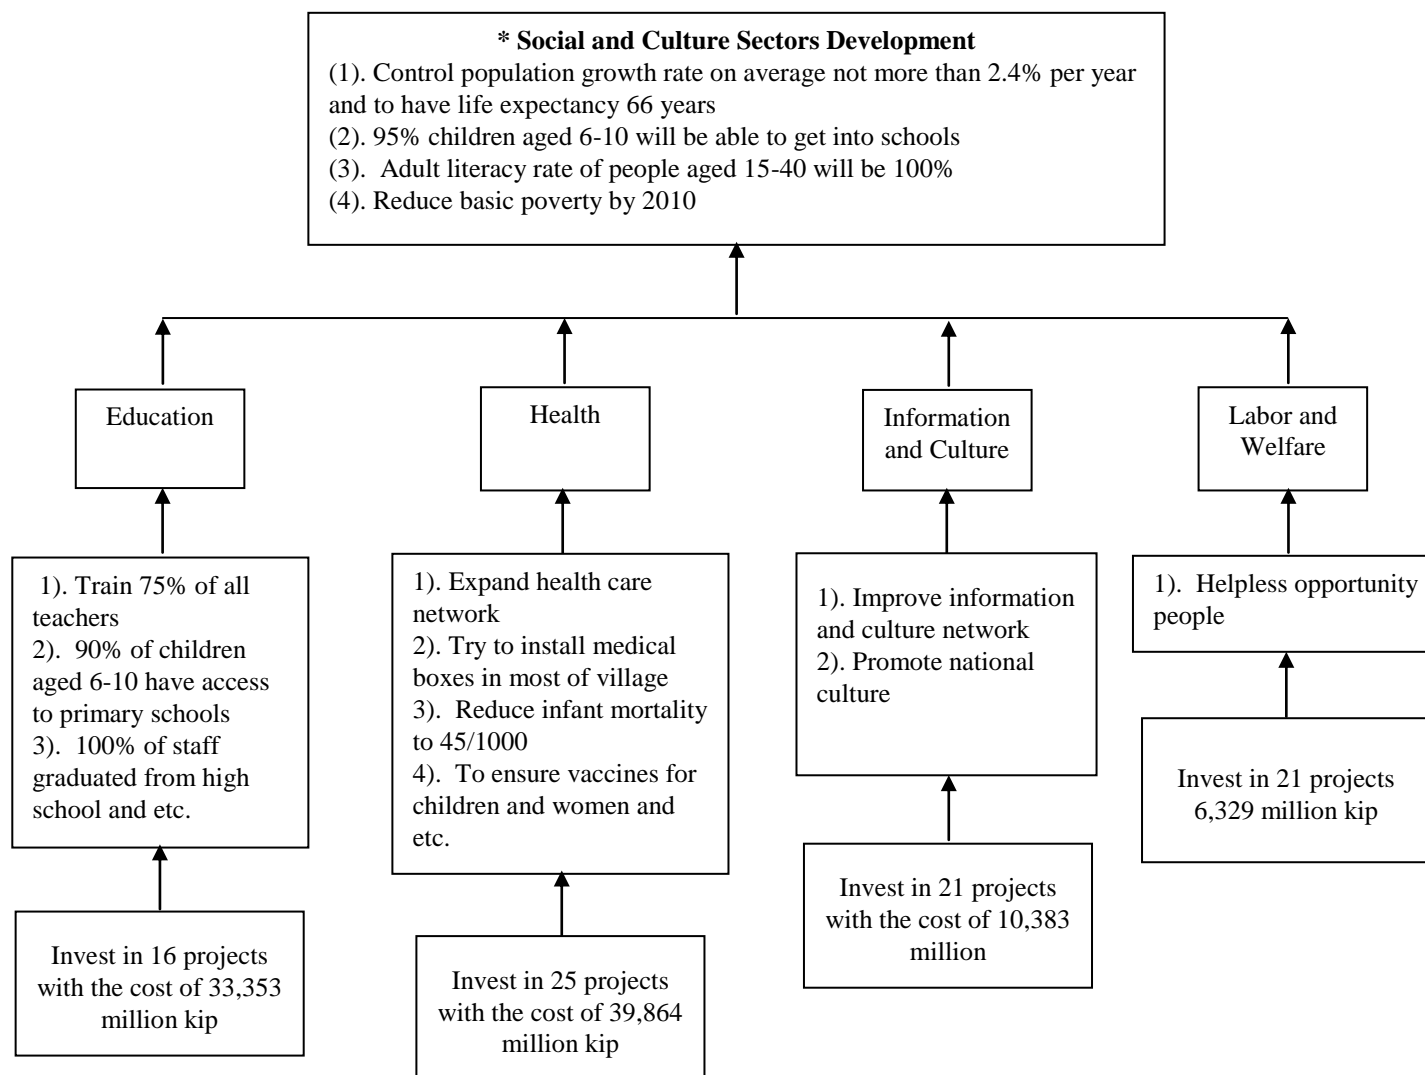 * Social and Culture Sectors Development
(1). Control population growth rate on average not more than 2.4% per year
and to have life expectancy 66 years
(2). 95% children aged 6-10 will be able to get into schools
(3).  Adult literacy rate of people aged 15-40 will be 100%
(4). Reduce basic poverty by 2010
Education
Health
Information
and Culture
Labor and
Welfare
1). Train 75% of all
teachers
2).  90% of children
aged 6-10 have access
to primary schools
3).  100% of staff
graduated from high
school and etc.
1). Expand health care
network
2). Try to install medical
boxes in most of village
3).  Reduce infant mortality
to 45/1000
4).  To ensure vaccines for
children and women and
etc.
1). Improve information
and culture network
2). Promote national
culture
1).  Helpless opportunity
people
Invest in 16 projects
with the cost of 33,353
million kip
Invest in 25 projects
with the cost of 39,864
million kip
Invest in 21 projects
with the cost of 10,383
million
Invest in 21 projects
6,329 million kip